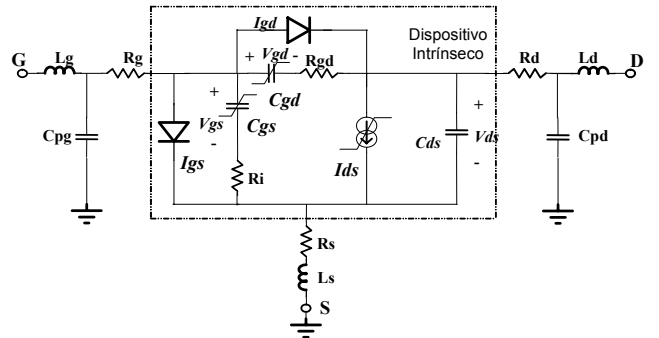 Igd
Dispositivo
Intrínseco
G
Lg
Rg
+ Vgd -
Rgd
Rd
Ld
D
Cgd
+
Vgs
-
Cgs
Cpg
Igs
Ri
Ids
Cds
+
Vds
-
Cpd
Rs
Ls
S